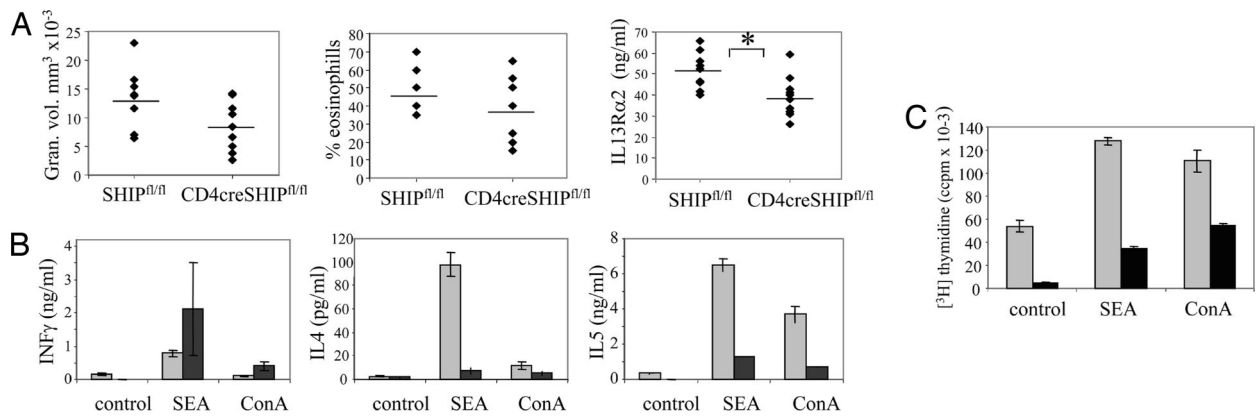 A
Gran. vol. mm³ x10⁻³
25
20
15
10
5
0
SHIPfl/fl
CD4creSHIPfl/fl
% eosinophills
80
70
60
50
40
30
20
10
0
SHIPfl/fl
CD4creSHIPfl/fl
IL13Rα2 (ng/ml)
70
60
50
40
30
20
10
0
*
SHIPfl/fl
CD4creSHIPfl/fl
B
INFγ (ng/ml)
4
3
2
1
0
control
SEA
ConA
IL4 (pg/ml)
120
100
80
60
40
20
0
control
SEA
ConA
IL5 (ng/ml)
8
6
4
2
0
control
SEA
ConA
C
[³H] thymidine (ccpm x 10-3)
140
120
100
80
60
40
20
0
control
SEA
ConA